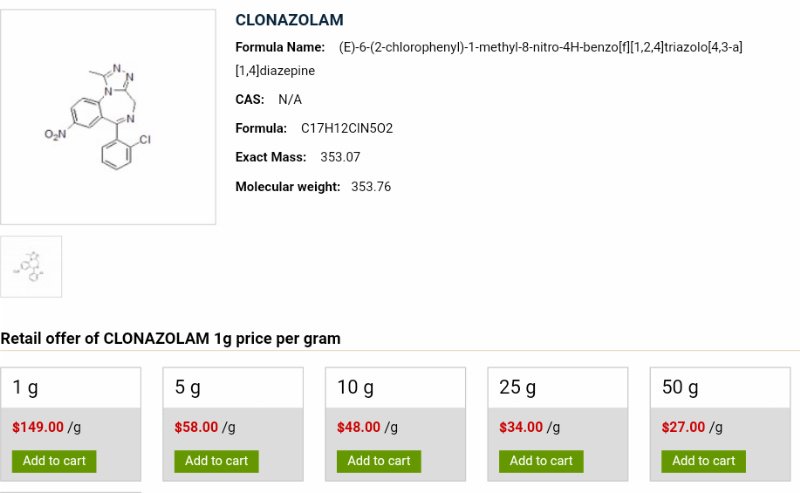 CLONAZOLAM
Formula Name: (E)-6-(2-chlorophenyl)-1-methyl-8-nitro-4H-benzo[f][1,2,4]triazolo[4,3-a]
[1,4]diazepine
CAS: N/A
Formula: C17H12ClN5O2
Exact Mass: 353.07
Molecular weight: 353.76
N
N
N
N
O2N
Cl
Retail offer of CLONAZOLAM 1g price per gram
1 g
5 g
10 g
25 g
50 g
$149.00 /g
$58.00 /g
$48.00 /g
$34.00 /g
$27.00 /g
Add to cart
Add to cart
Add to cart
Add to cart
Add to cart